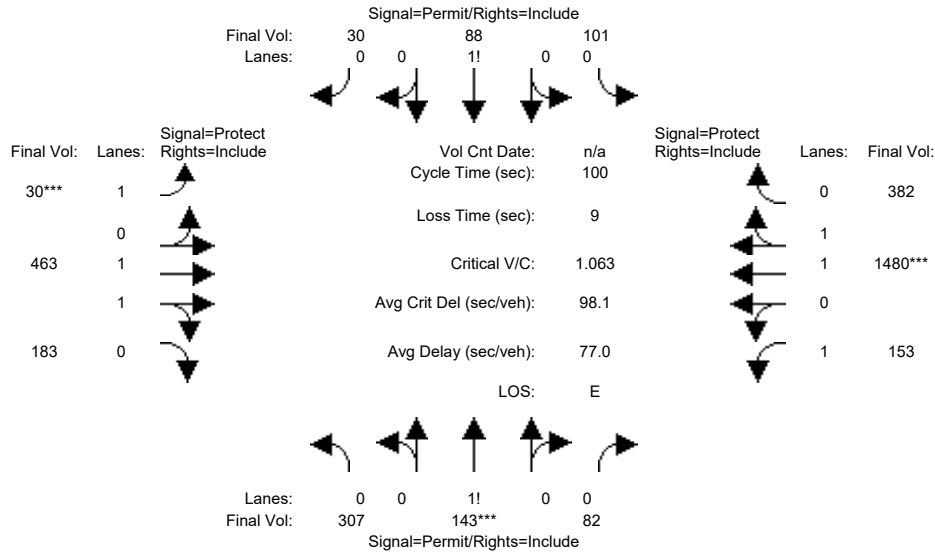 Signal=Permit/Rights=Include
Final Vol: 30 88 101
Lanes: 0 0 1! 0 0
Signal=Protect Signal=Protect
Final Vol: Lanes: Rights=Include Vol Cnt Date: n/a Rights=Include Lanes: Final Vol:
Cycle Time (sec): 100
30*** 1 0 382
Loss Time (sec): 9
0 1
463 1 Critical V/C: 1.063 1 1480***
1 Avg Crit Del (sec/veh): 98.1 0
183 0 Avg Delay (sec/veh): 77.0 1 153
LOS: E
Lanes: 0 0 1! 0 0
Final Vol: 307 143*** 82
Signal=Permit/Rights=Include